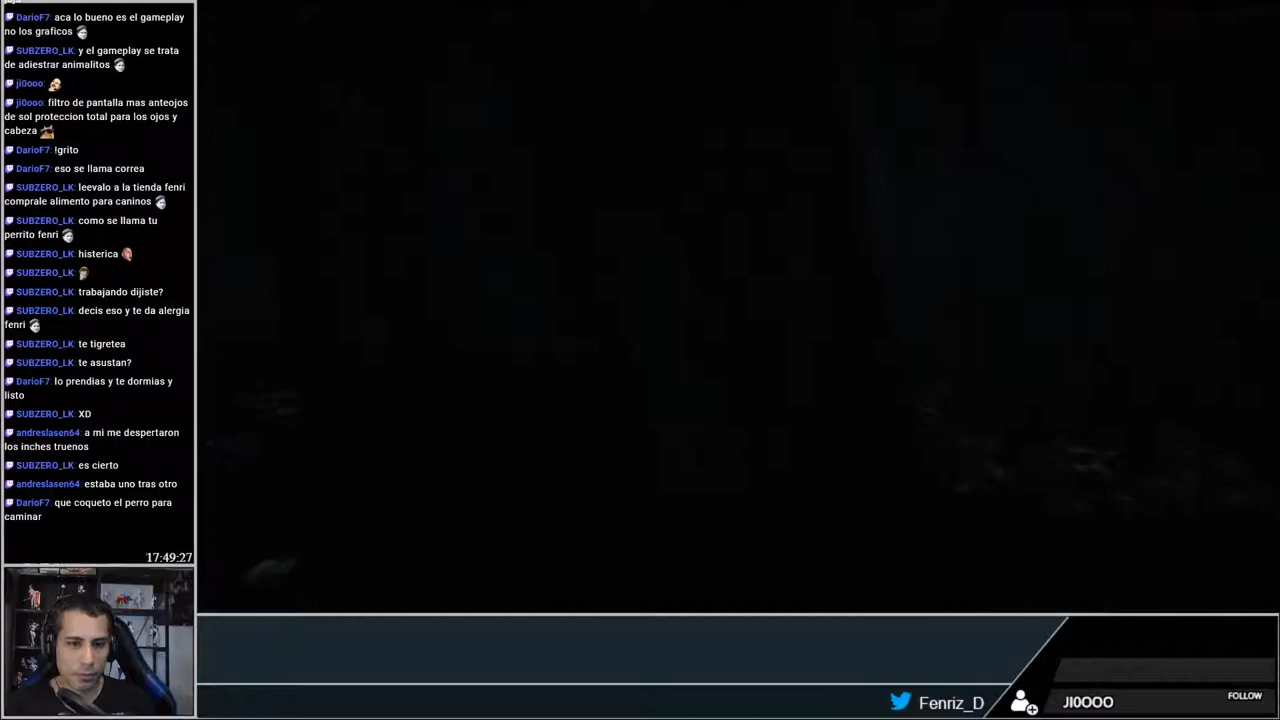 DarioF7: aca lo bueno es el gameplay
no los graficos
SUBZERO_LK: y el gameplay se trata
de adiestrar animalitos
ji0ooo:
ji0ooo: filtro de pantalla mas anteojos
de sol proteccion total para los ojos y
cabeza
DarioF7: !grito
DarioF7: eso se llama correa
SUBZERO_LK: leevalo a la tienda fenri
comprale alimento para caninos
SUBZERO_LK: como se llama tu
perrito fenri
SUBZERO_LK: histerica
SUBZERO_LK:
SUBZERO_LK: trabajando dijiste?
SUBZERO_LK: decis eso y te da alergia
fenri
SUBZERO_LK: te tigretea
SUBZERO_LK: te asustan?
DarioF7: lo prendias y te dormias y
listo
SUBZERO_LK: XD
andreslasen64: a mi me despertaron
los inches truenos
SUBZERO_LK: es cierto
andreslasen64: estaba uno tras otro
DarioF7: que coqueto el perro para
caminar
17:49:27
Fenriz_D
JI0OOO
FOLLOW